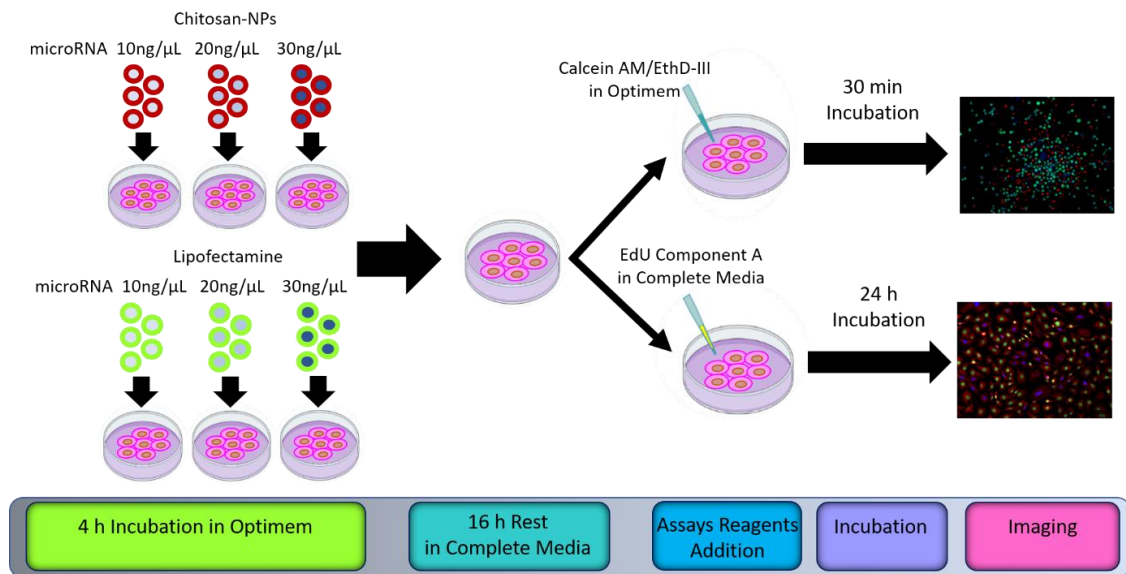 Chitosan-NPs
microRNA 10ng/µL 20ng/µL 30ng/µL
Lipofectamine
microRNA 10ng/µL 20ng/µL 30ng/µL
Calcein AM/EthD-III
in Optimem
30 min
Incubation
EdU Component A
in Complete Media
24 h
Incubation
4 h Incubation in Optimem
16 h Rest
in Complete Media
Assays Reagents
Addition
Incubation
Imaging